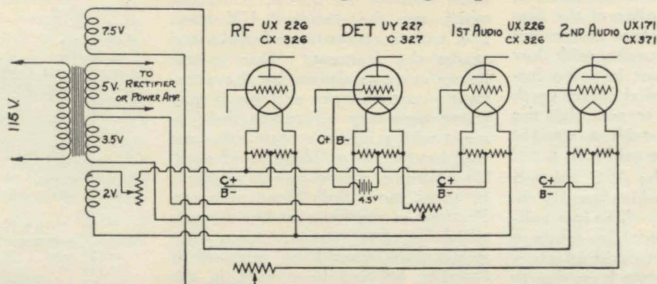 7.5V
115V.
5V.
TO
RECTIFIER
OR POWER AMP.
3.5V
2V.
RF UX 226
CX 326
DET UY 227
C 327
1ST AUDIO UX 226
CX 326
2ND AUDIO UX171
CX371
C+
B-
C+ B-
4.5V
C+
B-
C+
B-